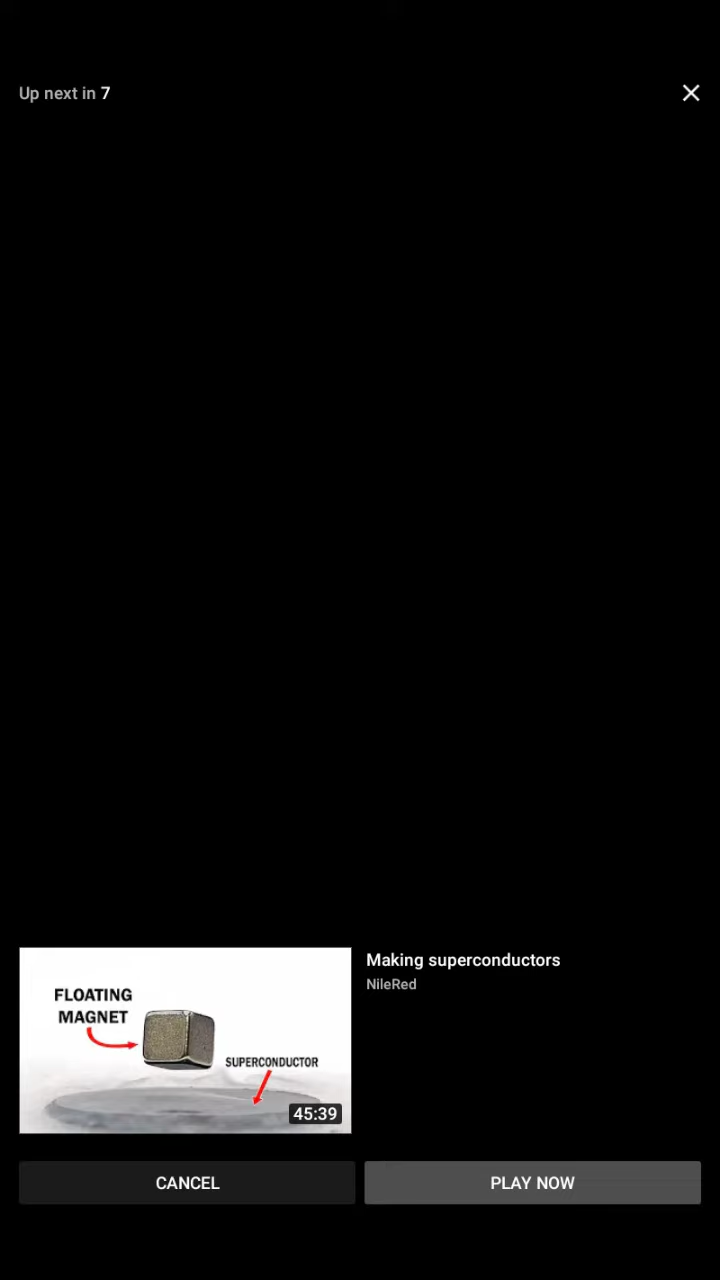 Up next in 7
FLOATING
MAGNET
SUPERCONDUCTOR
45:39
Making superconductors
NileRed
CANCEL
PLAY NOW